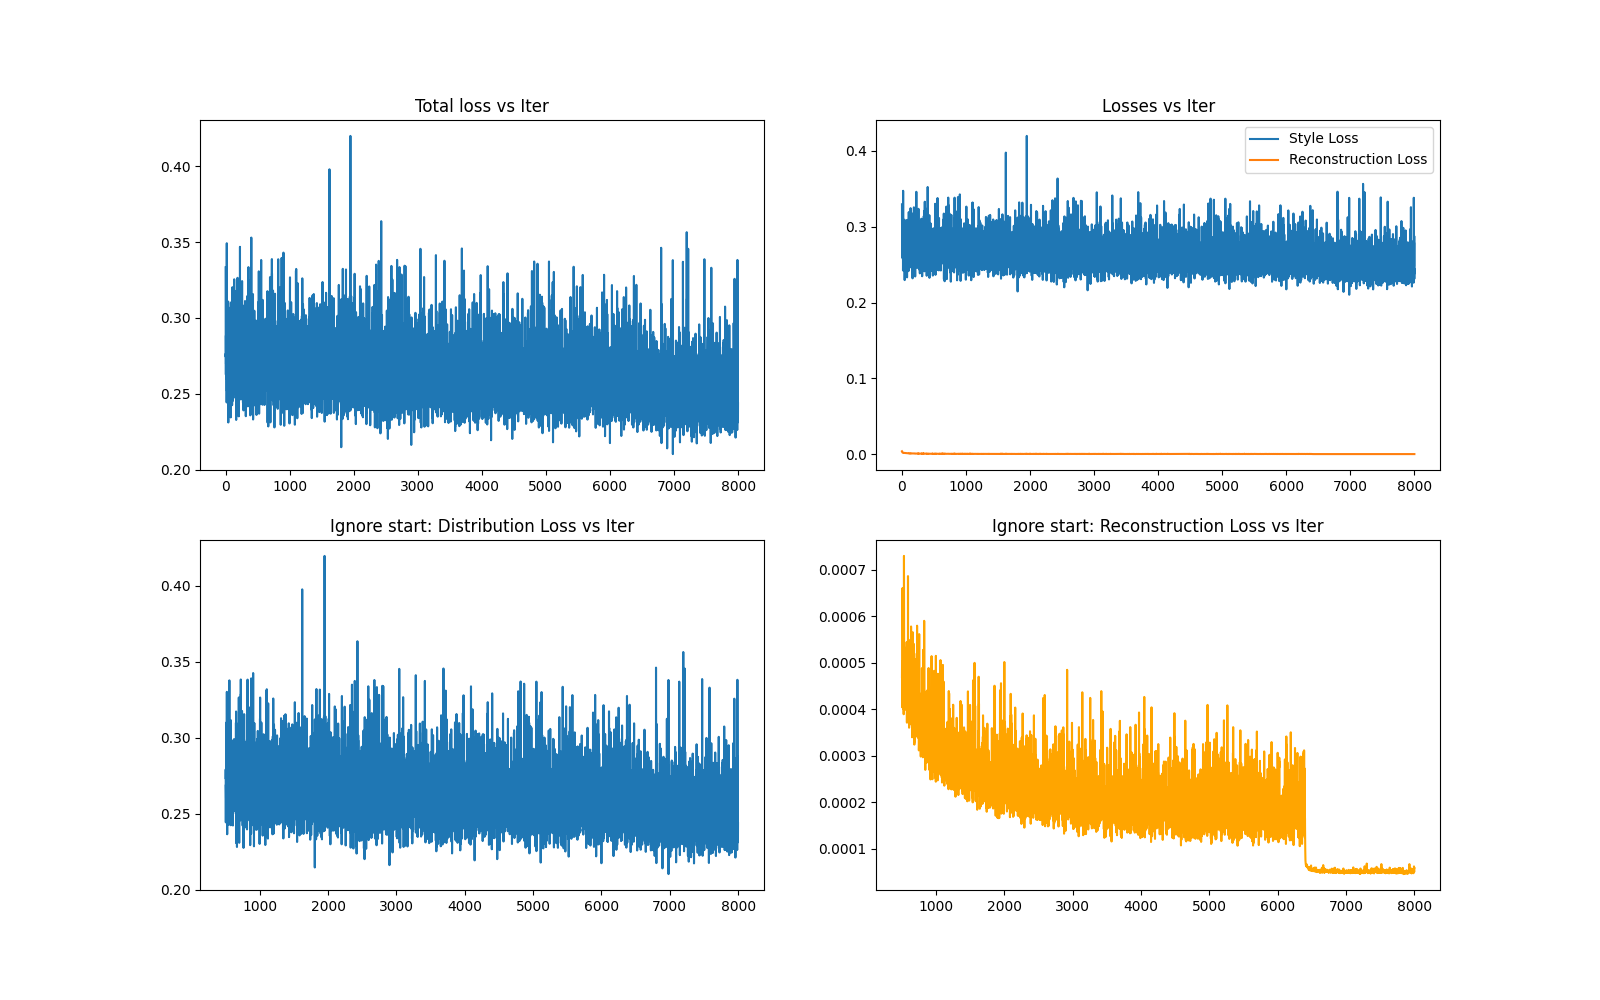 Total loss vs Iter
0.40
0.35
0.30
0.25
0.20
0 1000 2000 3000 4000 5000 6000 7000 8000
Losses vs Iter
Style Loss
Reconstruction Loss
0.4
0.3
0.2
0.1
0.0
0 1000 2000 3000 4000 5000 6000 7000 8000
Ignore start: Distribution Loss vs Iter
0.40
0.35
0.30
0.25
0.20
1000 2000 3000 4000 5000 6000 7000 8000
Ignore start: Reconstruction Loss vs Iter
0.0007
0.0006
0.0005
0.0004
0.0003
0.0002
0.0001
1000 2000 3000 4000 5000 6000 7000 8000